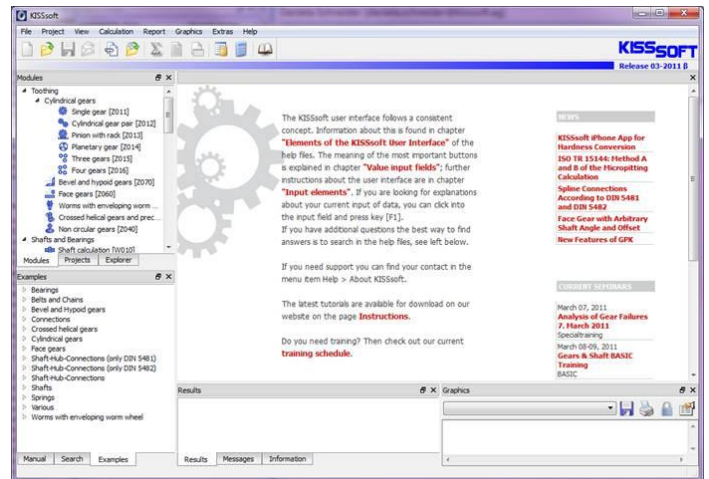 KISSsoft
File Project View Calculation Report Graphics Extras Help
KISSSOFT
Release 03-2011 β
Modules
Toothing
Cylindrical gears
Single gear [Z011]
Cylindrical gear pair [Z012]
Pinion with rack [Z013]
Planetary gear [Z014]
Three gears [Z015]
Four gears [Z016]
Bevel and hypoid gears [Z070]
Face gears [Z060]
Worms with enveloping worm ...
Crossed helical gears and prec...
Non circular gears [Z040]
Shafts and Bearings
Shaft calculation [W010]
Modules Projects Explorer
Examples
Bearings
Belts and Chains
Bevel and Hypoid gears
Connections
Crossed helical gears
Cylindrical gears
Face gears
Shaft-Hub-Connections (only DIN 5481)
Shaft-Hub-Connections (only DIN 5482)
Shaft-Hub-Connections
Shafts
Springs
Various
Worms with enveloping worm wheel
Manual Search Examples
The KISSsoft user interface follows a consistent
concept. Information about this is found in chapter
"Elements of the KISSsoft User Interface" of the
help files. The meaning of the most important buttons
is explained in chapter "Value input fields"; further
instructions about the user interface are in chapter
"Input elements". If you are looking for explanations
about your current input of data, you can click into
the input field and press key [F1].
If you have additional questions the best way to find
answers is to search in the help files, see left below.
If you need support you can find your contact in the
menu item Help > About KISSsoft.
The latest tutorials are available for download on our
website on the page Instructions.
Do you need training? Then check out our current
training schedule.
NEWS
KISSsoft iPhone App for
Hardness Conversion
ISO TR 15144: Method A
and B of the Micropitting
Calculation
Spline Connections
According to DIN 5481
and DIN 5482
Face Gear with Arbitrary
Shaft Angle and Offset
New Features of GPK
CURRENT SEMINARS
March 07, 2011
Analysis of Gear Failures
7. March 2011
Specialtraining
March 08-09, 2011
Gears & Shaft BASIC
Training
BASIC
Results
Results Messages Information
Graphics